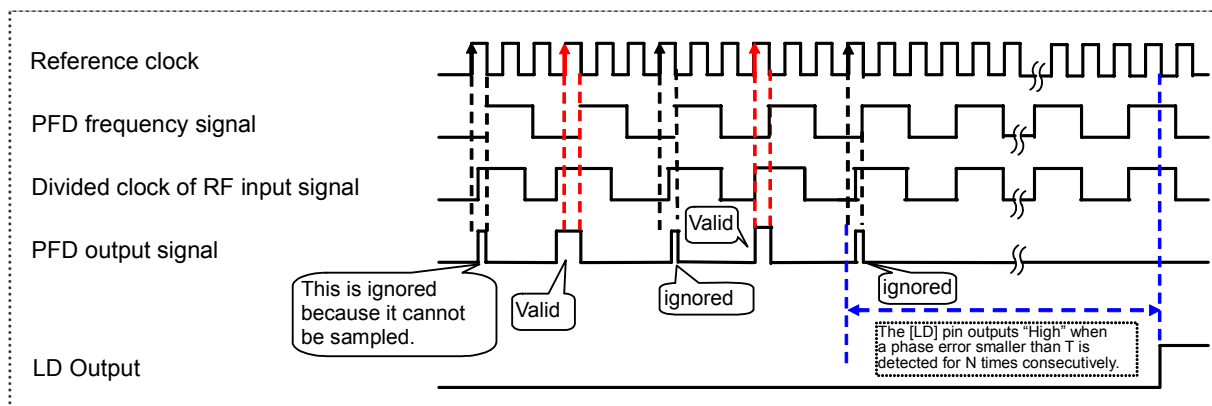 Reference clock
PFD frequency signal
Divided clock of RF input signal
PFD output signal
Valid
This is ignored
because it cannot
be sampled.
Valid
ignored
ignored
The [LD] pin outputs “High” when
a phase error smaller than T is
detected for N times consecutively.
LD Output